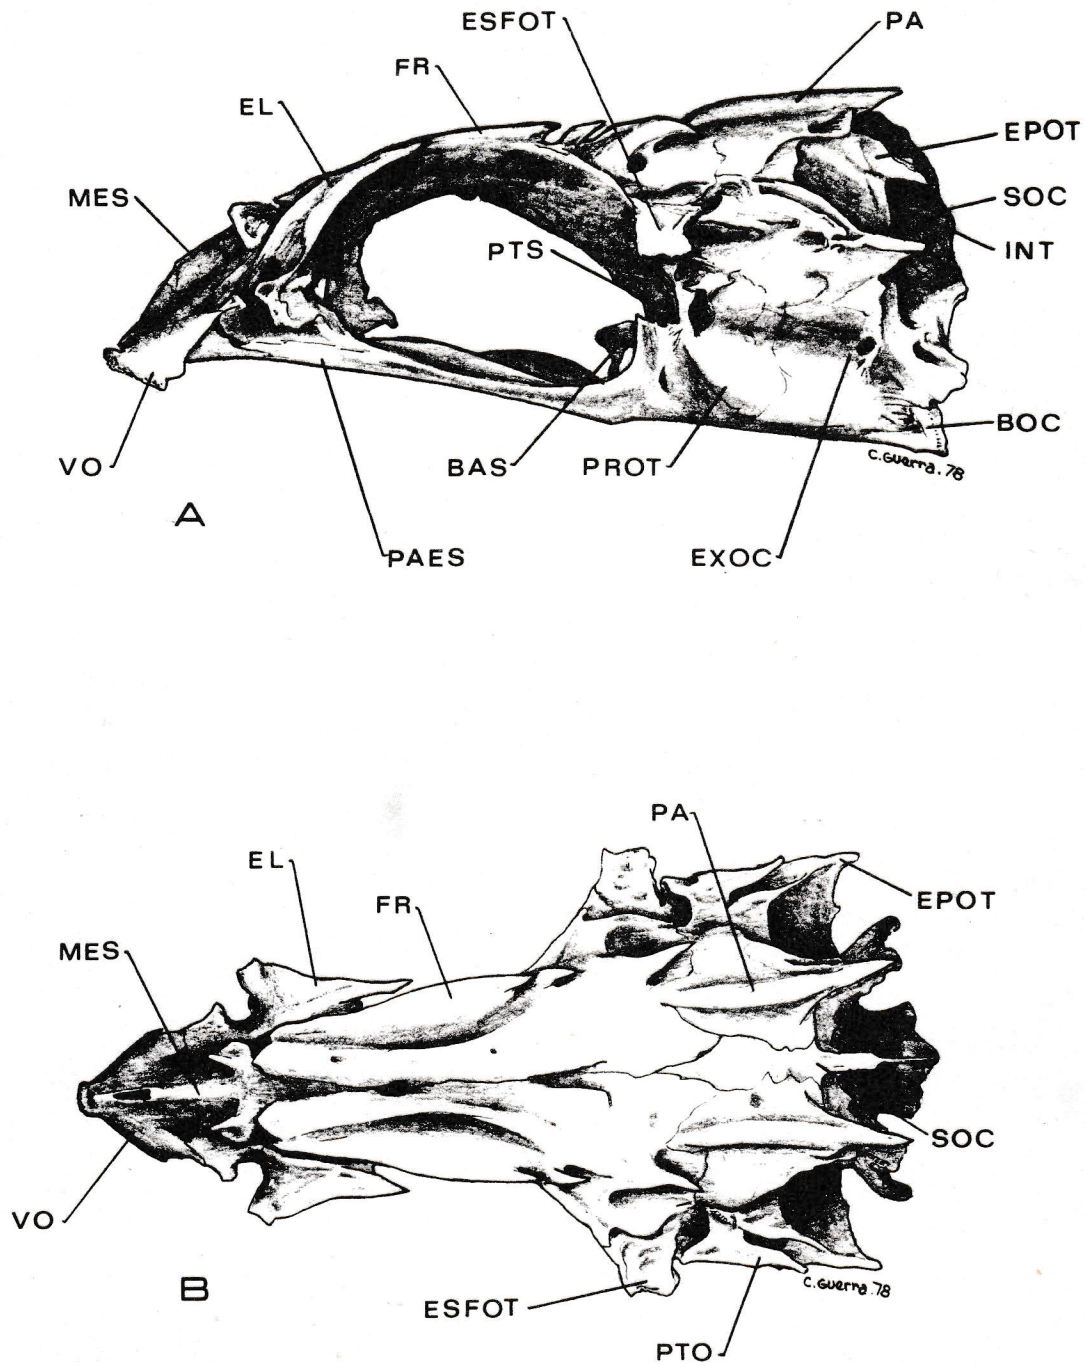 ESFOT
PA
FR
EL
EPOT
MES
SOC
PTS
INT
BOC
VO
BAS
PROT
C. Guerra. 78
A
PAES
EXOC
PA
EL
EPOT
FR
MES
SOC
VO
B
C. Guerra. 78
ESFOT
PTO